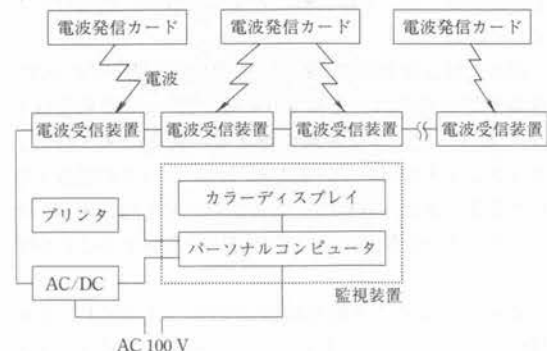 電波発信カード
電波発信カード
電波発信カード
電波
電波受信装置
電波受信装置
電波受信装置
電波受信装置
カラーディスプレイ
プリンタ
パーソナルコンピュータ
AC/DC
監視装置
AC 100 V